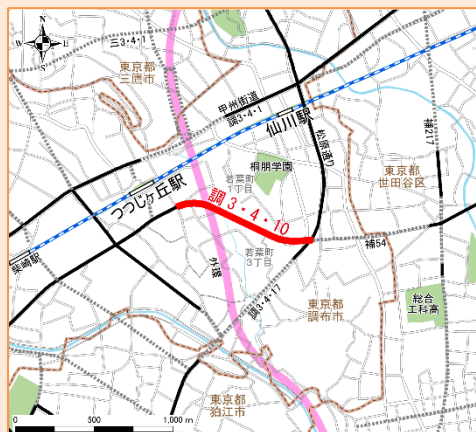 N
W
E
S
三3・4・1
東京都
三鷹市
甲州街道
調3・4・1
仙川駅
松原通り
補217
桐朋学園
東京都
世田谷区
つつじヶ丘駅
若葉町
1丁目
調3・4・10
柴崎駅
外環
若葉町
3丁目
補54
調3・4・17
東京都
調布市
総合
工科高
東京都
狛江市
0 500 1,000 m